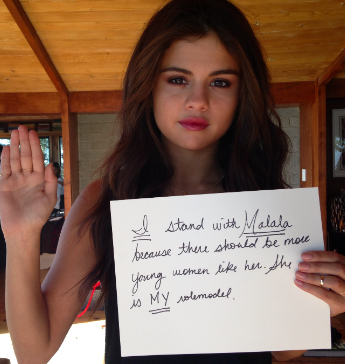 I stand with Malala
because there should be more
young women like her. She
is MY rolemodel.